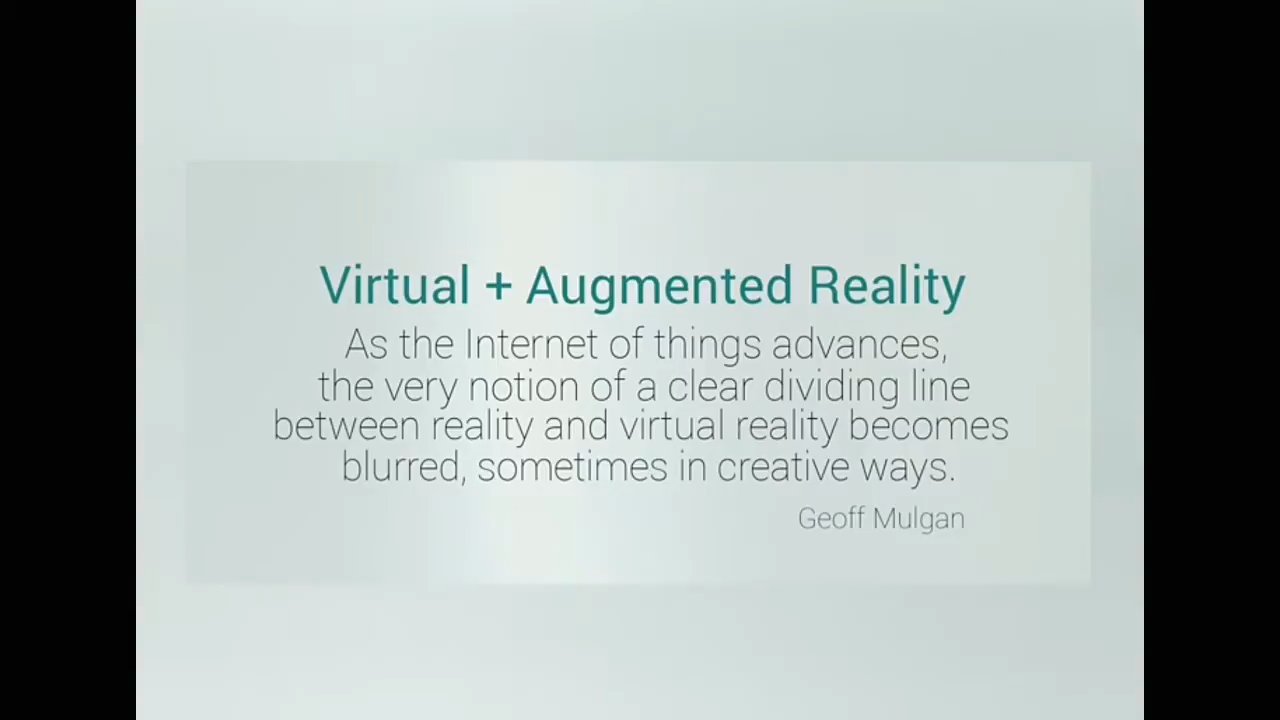 Virtual + Augmented Reality
As the Internet of things advances,
the very notion of a clear dividing line
between reality and virtual reality becomes
blurred, sometimes in creative ways.
Geoff Mulgan